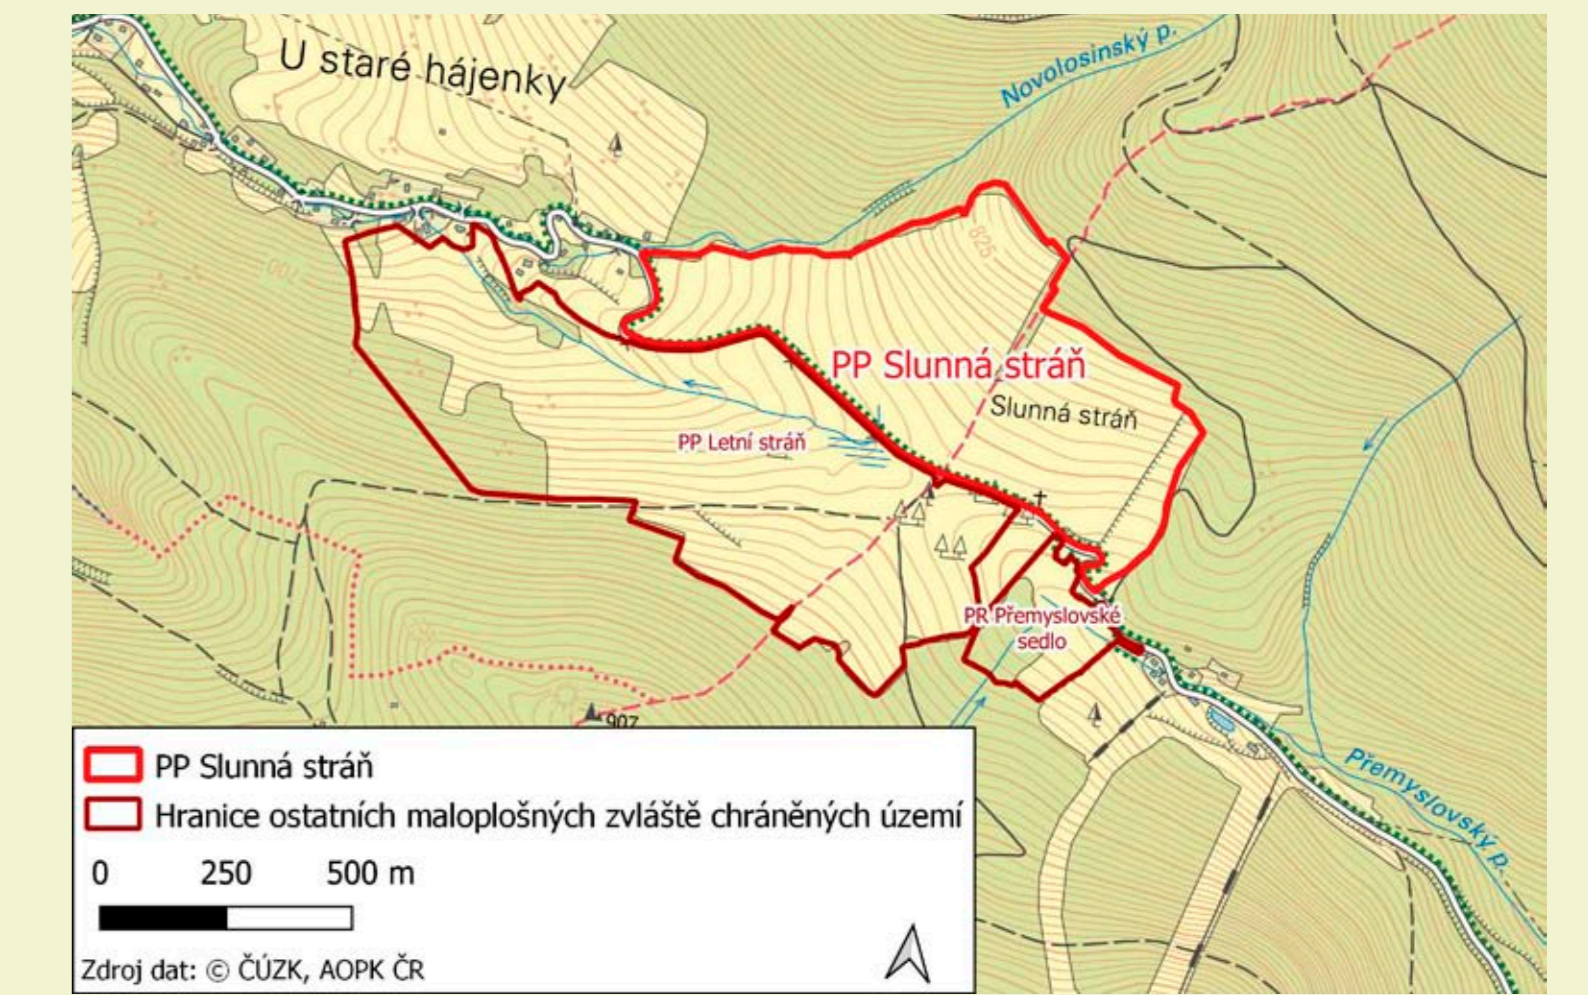 U staré hájenky
Novolosinský p.
825
PP Slunná stráň
Slunná stráň
PP Letní stráň
PR Přemyslovské
sedlo
907
Přemyslovský p.
PP Slunná stráň
Hranice ostatních maloplošných zvláště chráněných území
0 250 500 m
Zdroj dat: © ČÚZK, AOPK ČR